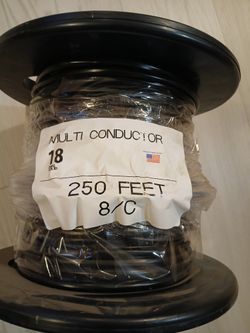 MULTI CONDUCTOR
18
250 FEET
8/C